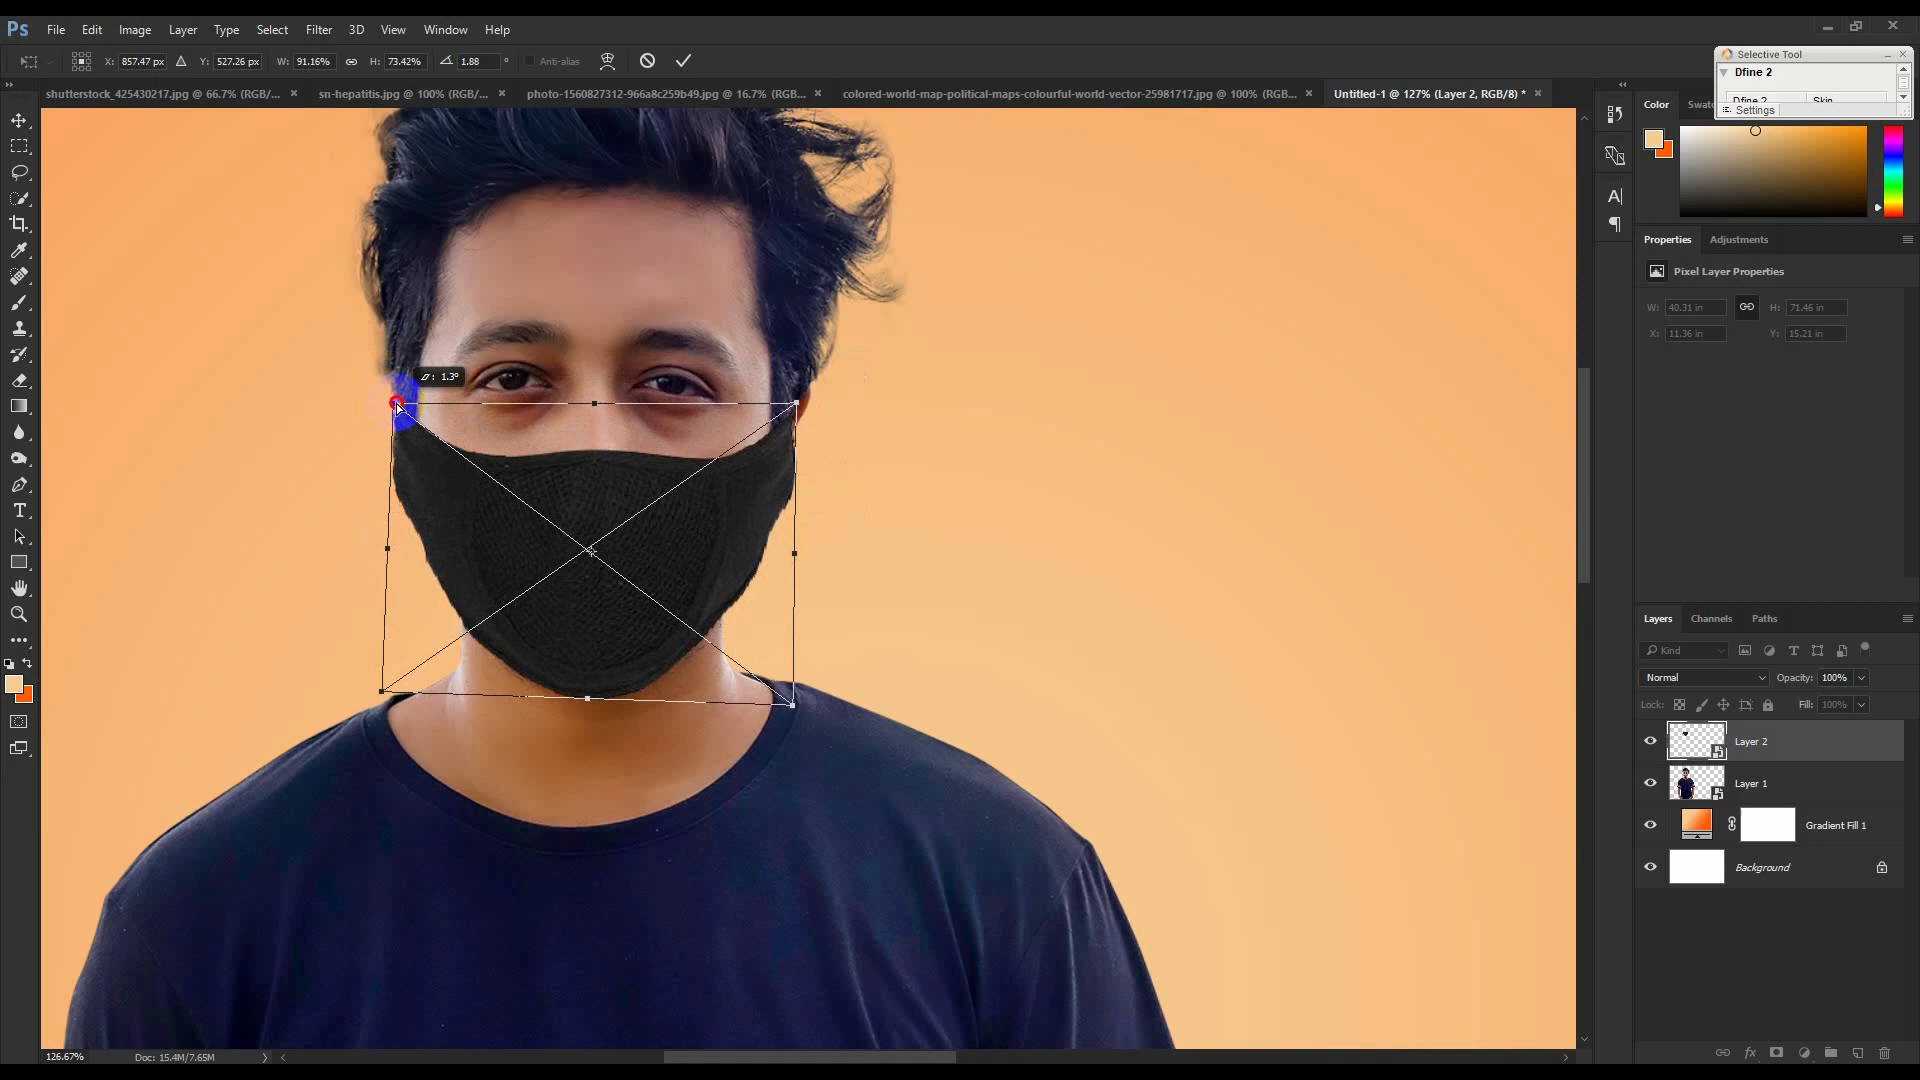 Ps File Edit Image Layer Type Select Filter 3D View Window Help
X: 857.47 px Y: 527.26 px W: 91.16% H: 73.42% 1.88 ° Anti-alias
Selective Tool
Dfine 2
Dfine 2 Skin
Settings
shutterstock_425430217.jpg @ 66.7% (RGB/... × sn-hepatitis.jpg @ 100% (RGB/... × photo-1560827312-966a8c259b49.jpg @ 16.7% (RGB... × colored-world-map-political-maps-colourful-world-vector-25981717.jpg @ 100% (RGB... × Untitled-1 @ 127% (Layer 2, RGB/8) * ×
Color Swatc
Properties Adjustments
Pixel Layer Properties
W: 40.31 in H: 71.46 in
X: 11.36 in Y: 15.21 in
: 1.3°
Layers Channels Paths
Kind
Normal Opacity: 100%
Lock: Fill: 100%
Layer 2
Layer 1
Gradient Fill 1
Background
126.67% Doc: 15.4M/7.65M
fx